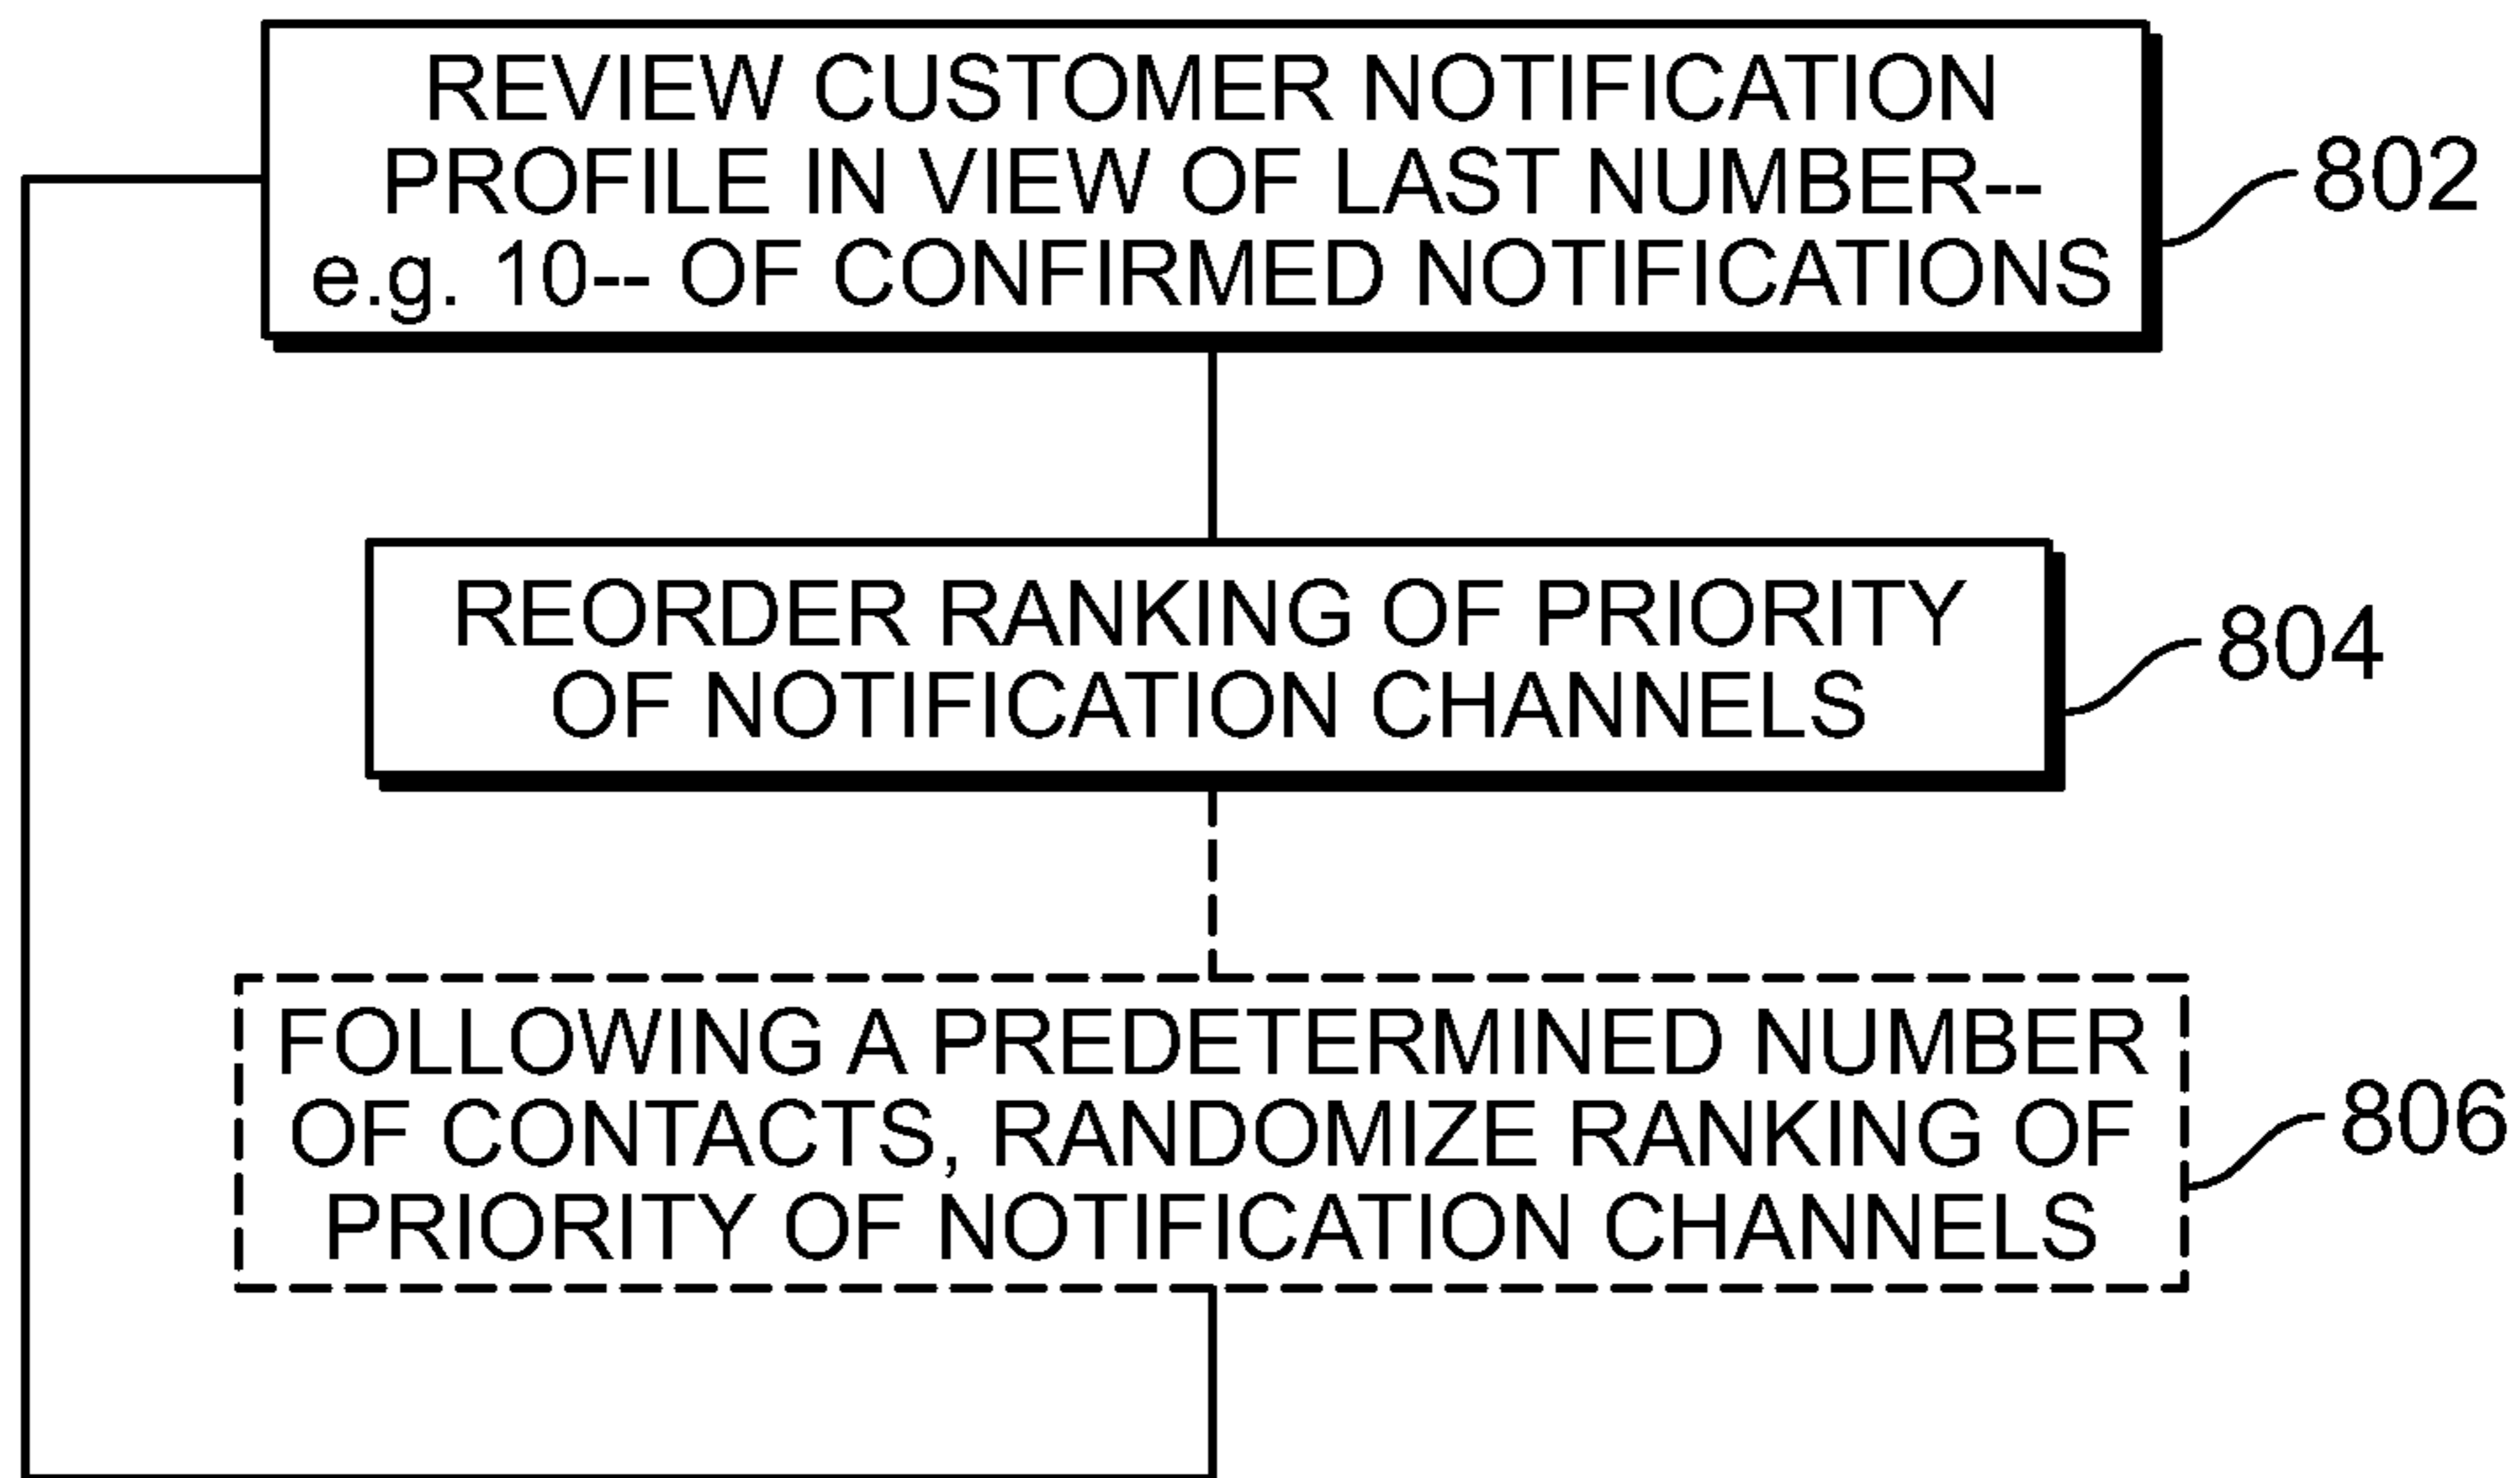 REVIEW CUSTOMER NOTIFICATION
PROFILE IN VIEW OF LAST NUMBER--
e.g. 10-- OF CONFIRMED NOTIFICATIONS
802
REORDER RANKING OF PRIORITY
OF NOTIFICATION CHANNELS
804
FOLLOWING A PREDETERMINED NUMBER
OF CONTACTS, RANDOMIZE RANKING OF
PRIORITY OF NOTIFICATION CHANNELS
806